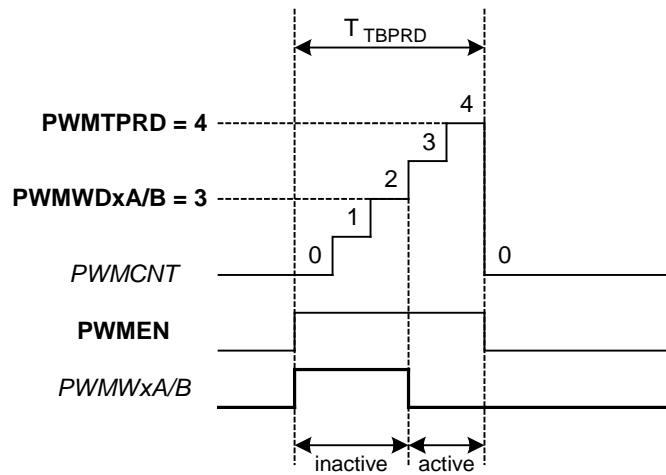 T TBPRD
4
PWMTPRD = 4
3
2
PWMWDxA/B = 3
1
0
0
PWMCNT
PWMEN
PWMWxA/B
inactive active